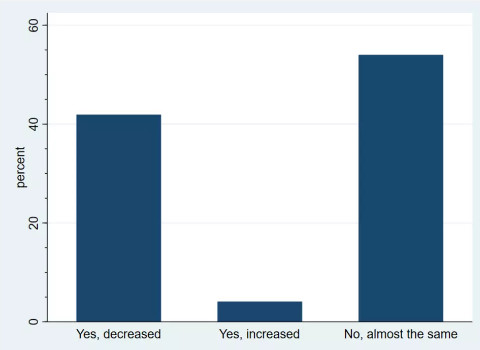 60
40
20
0
percent
Yes, decreased
Yes, increased
No, almost the same